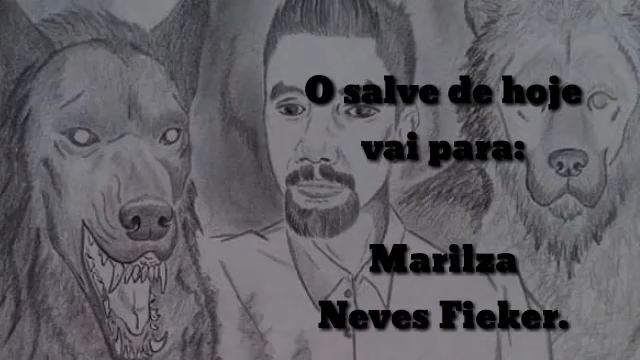 O salve de hoje
vai para:
Marilza
Neves Fieker.